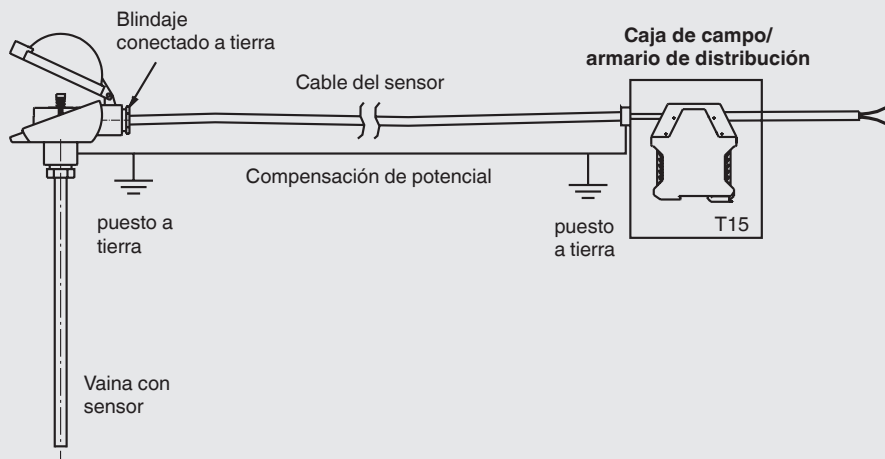 Blindaje
conectado a tierra
Caja de campo/
armario de distribución
Cable del sensor
Compensación de potencial
puesto a
tierra
puesto
a tierra
T15
Vaina con
sensor